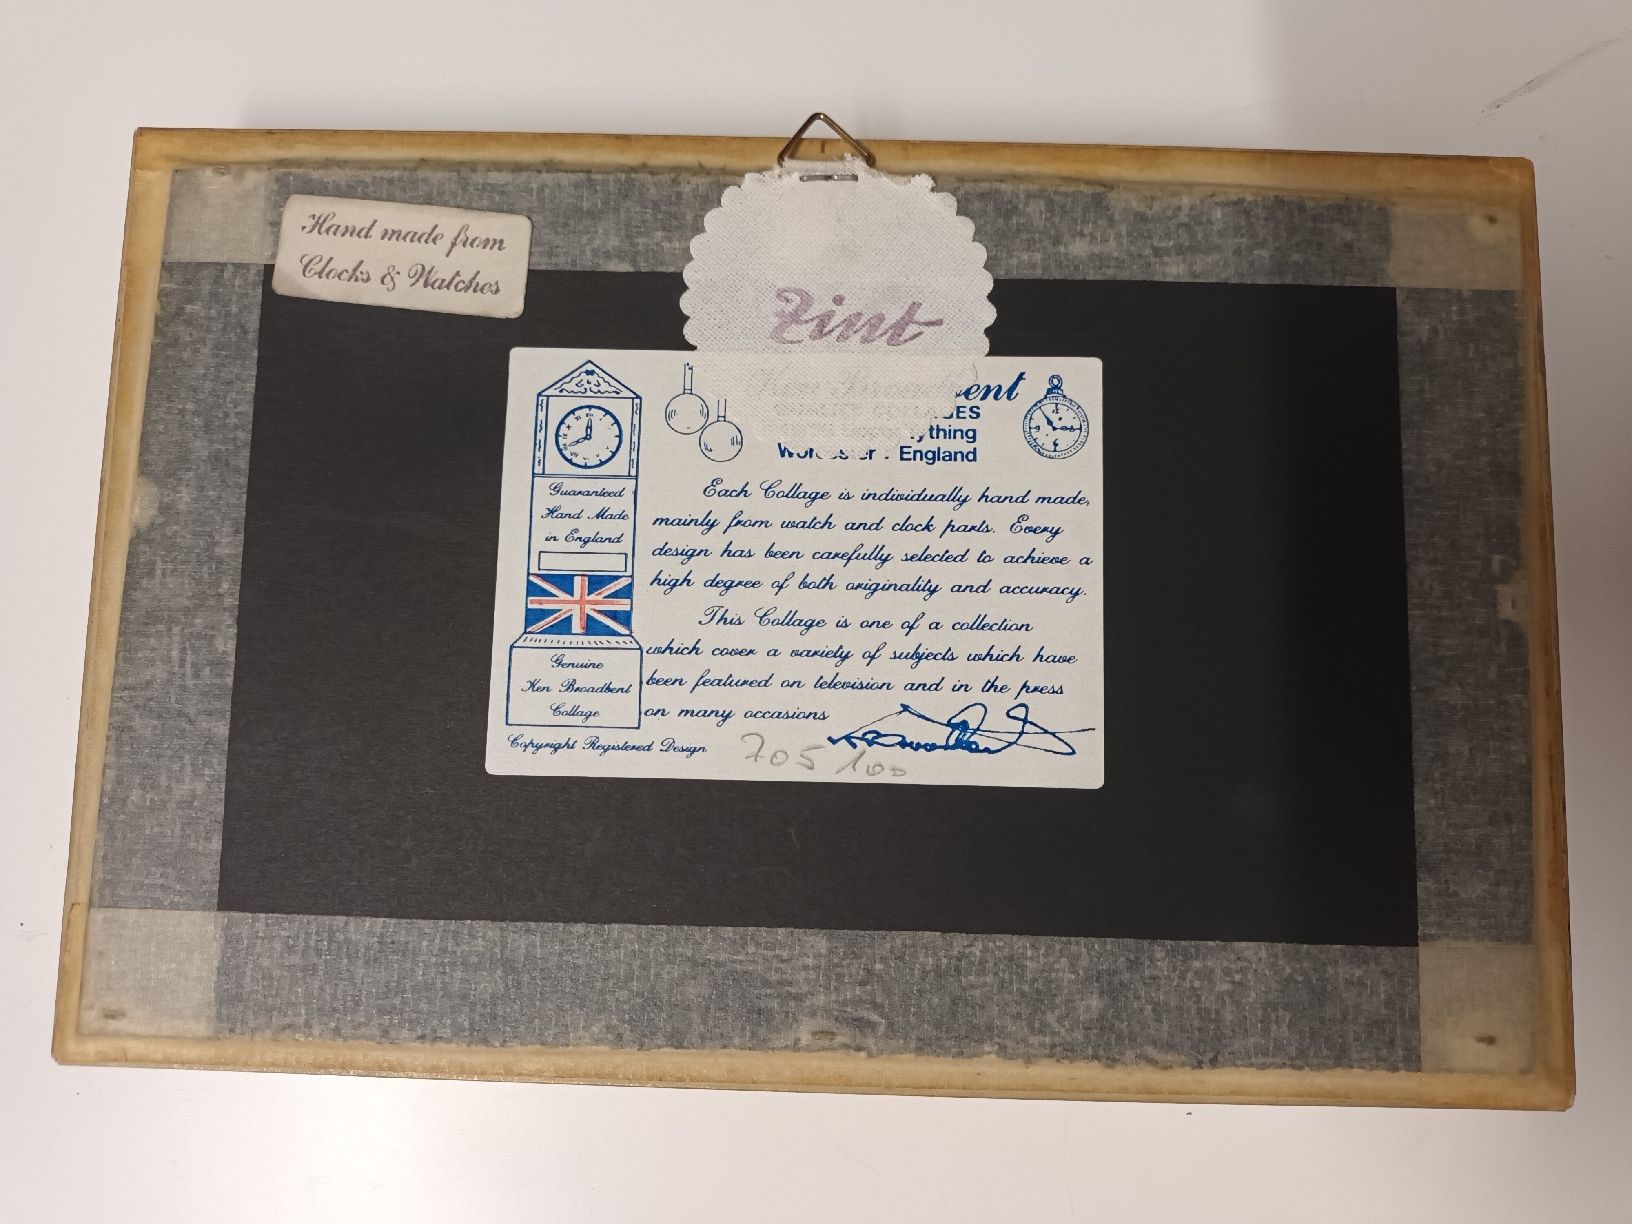 Hand made from
Clocks & Watches
Zint
England
Guaranteed
Hand Made
in England
Genuine
Ken Broadbent
Collage
Each Collage is individually hand made,
mainly from watch and clock parts. Every
design has been carefully selected to achieve a
high degree of both originality and accuracy.
This Collage is one of a collection
which cover a variety of subjects which have
been featured on television and in the press
on many occasions
Copyright Registered Design
705 100